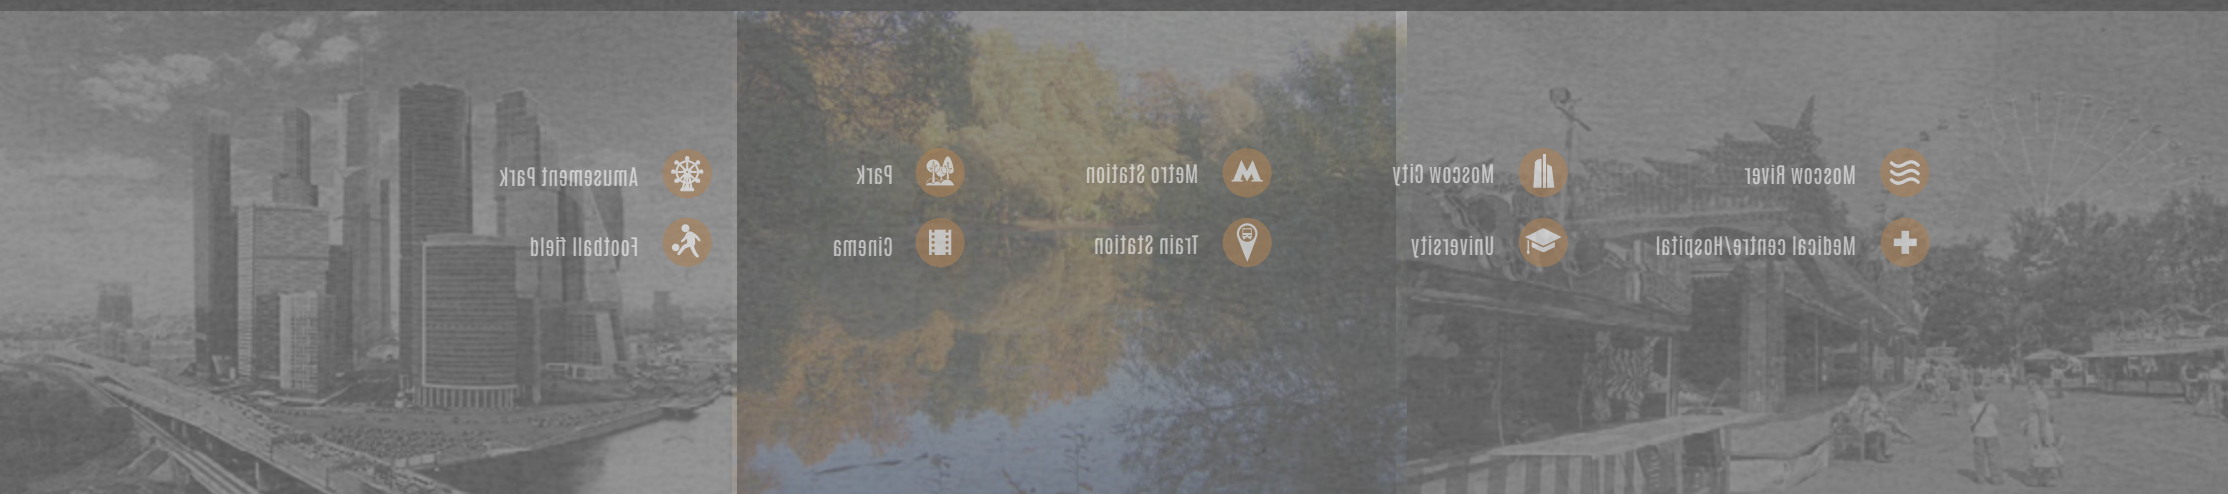 Moscow River
Moscow City
Metro Station
Park
Amusement Park
Medical centre/Hospital
University
Train Station
Cinema
Football field